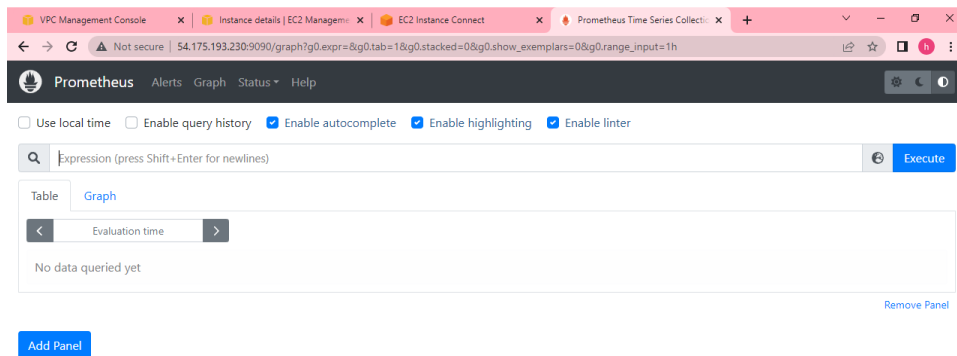 VPC Management Console
Instance details | EC2 Manageme
EC2 Instance Connect
Prometheus Time Series Collectic
Not secure | 54.175.193.230:9090/graph?g0.expr=&g0.tab=1&g0.stacked=0&g0.show_exemplars=0&g0.range_input=1h
h
Prometheus Alerts Graph Status Help
Use local time Enable query history Enable autocomplete Enable highlighting Enable linter
Expression (press Shift+Enter for newlines) Execute
Table Graph
Evaluation time
No data queried yet
Remove Panel
Add Panel